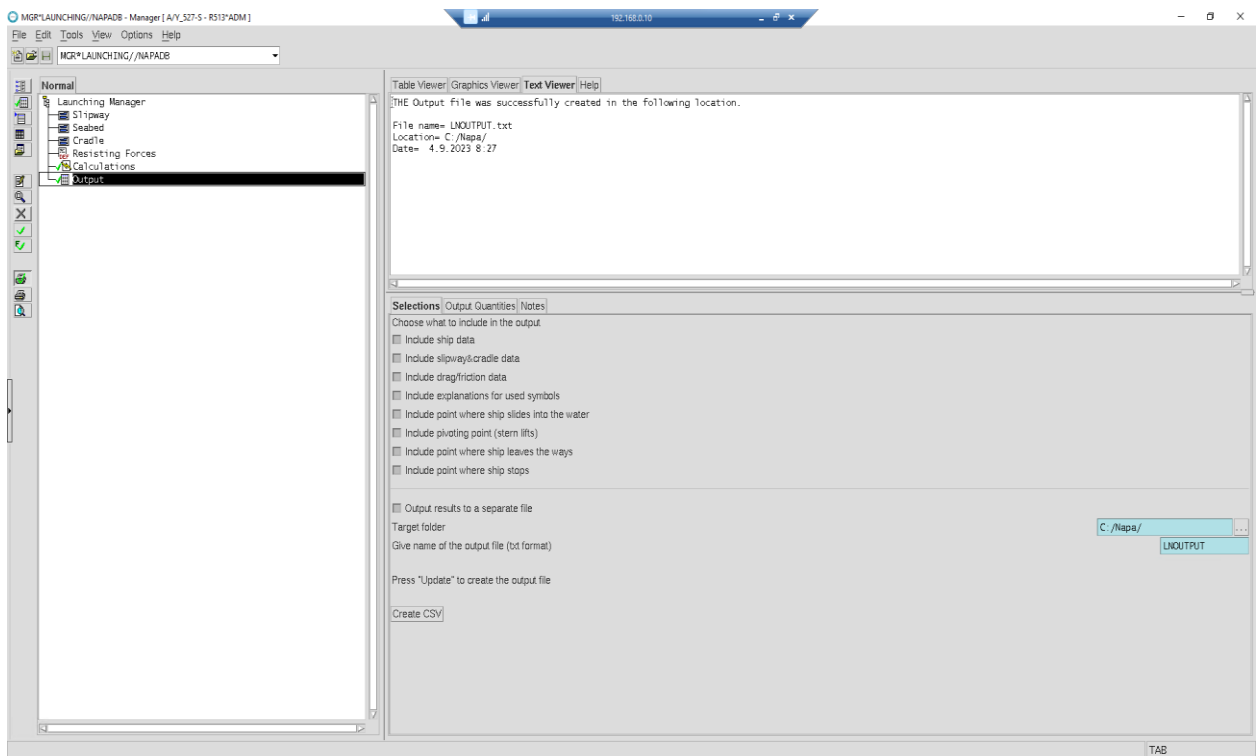 MGR*LAUNCHING//NAPADB - Manager [ A/Y_527-S - R513*ADM ]
192.168.0.10
File Edit Tools View Options Help
MGR*LAUNCHING//NAPADB
Normal
Launching Manager
Slipway
Seabed
Cradle
Resisting Forces
Calculations
Output
Table Viewer Graphics Viewer Text Viewer Help
THE Output file was successfully created in the following location.
File name= LNOUTPUT.txt
Location= C:/Napa/
Date= 4.9.2023 8:27
Selections Output Quantities Notes
Choose what to include in the output
Include ship data
Include slipway&cradle data
Include drag/friction data
Include explanations for used symbols
Include point where ship slides into the water
Include pivoting point (stern lifts)
Include point where ship leaves the ways
Include point where ship stops
Output results to a separate file
Target folder
C:/Napa/
...
Give name of the output file (txt format)
LNOUTPUT
Press "Update" to create the output file
Create CSV
TAB